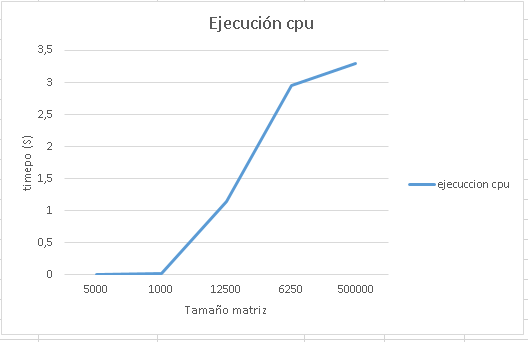 Ejecución cpu
3,5
3
2,5
2
1,5
1
0,5
0
timepo (S)
5000 1000 12500 6250 500000
Tamaño matriz
ejecuccion cpu